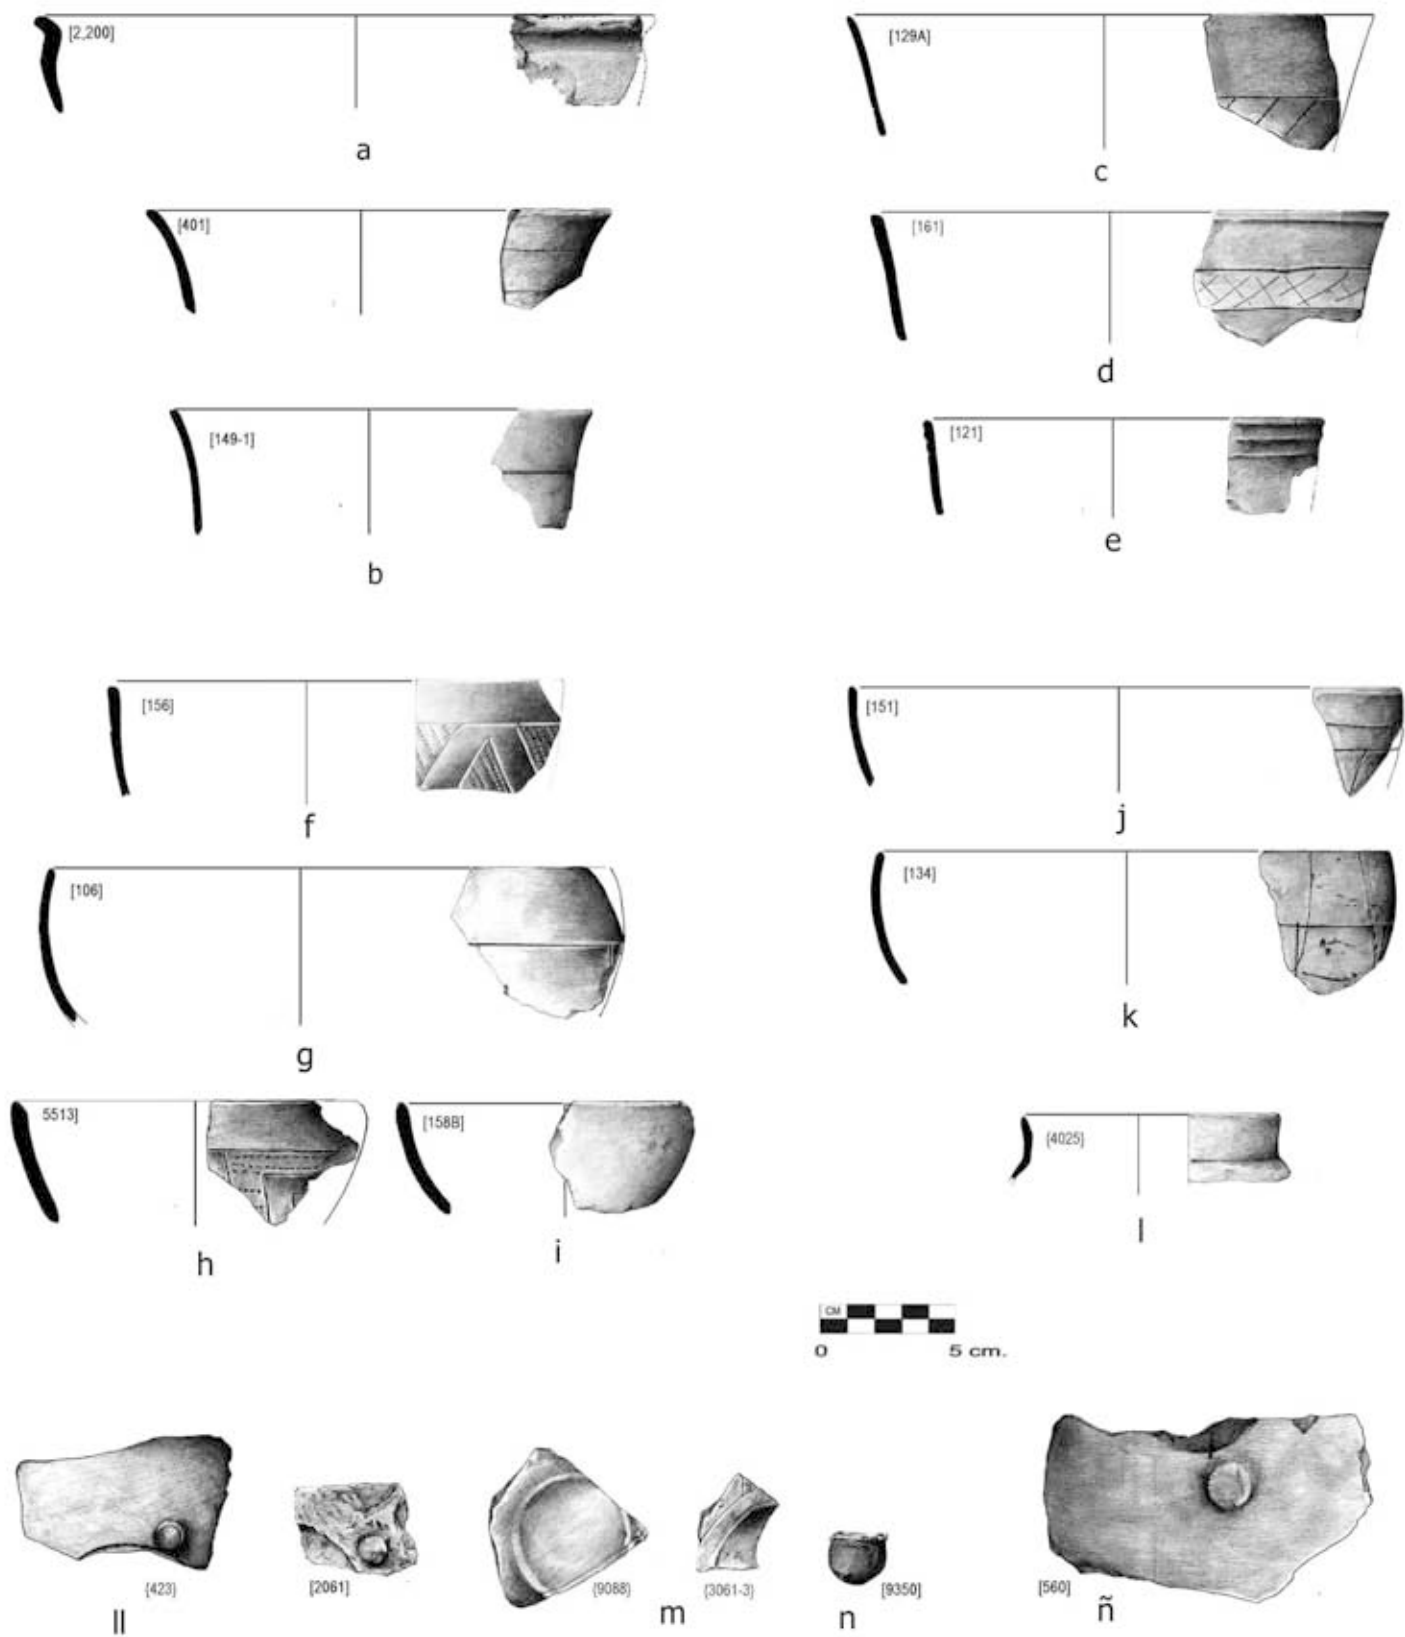 [2,200]
a
[129A]
c
[401]
[161]
d
[149-1]
b
[121]
e
[156]
f
[151]
j
[106]
g
[134]
k
5513]
h
[158B]
i
{4025}
l
CM
0 5 cm.
{423}
ll
[2061]
{9088}
m
{3061-3}
n
[9350]
[560]
ñ